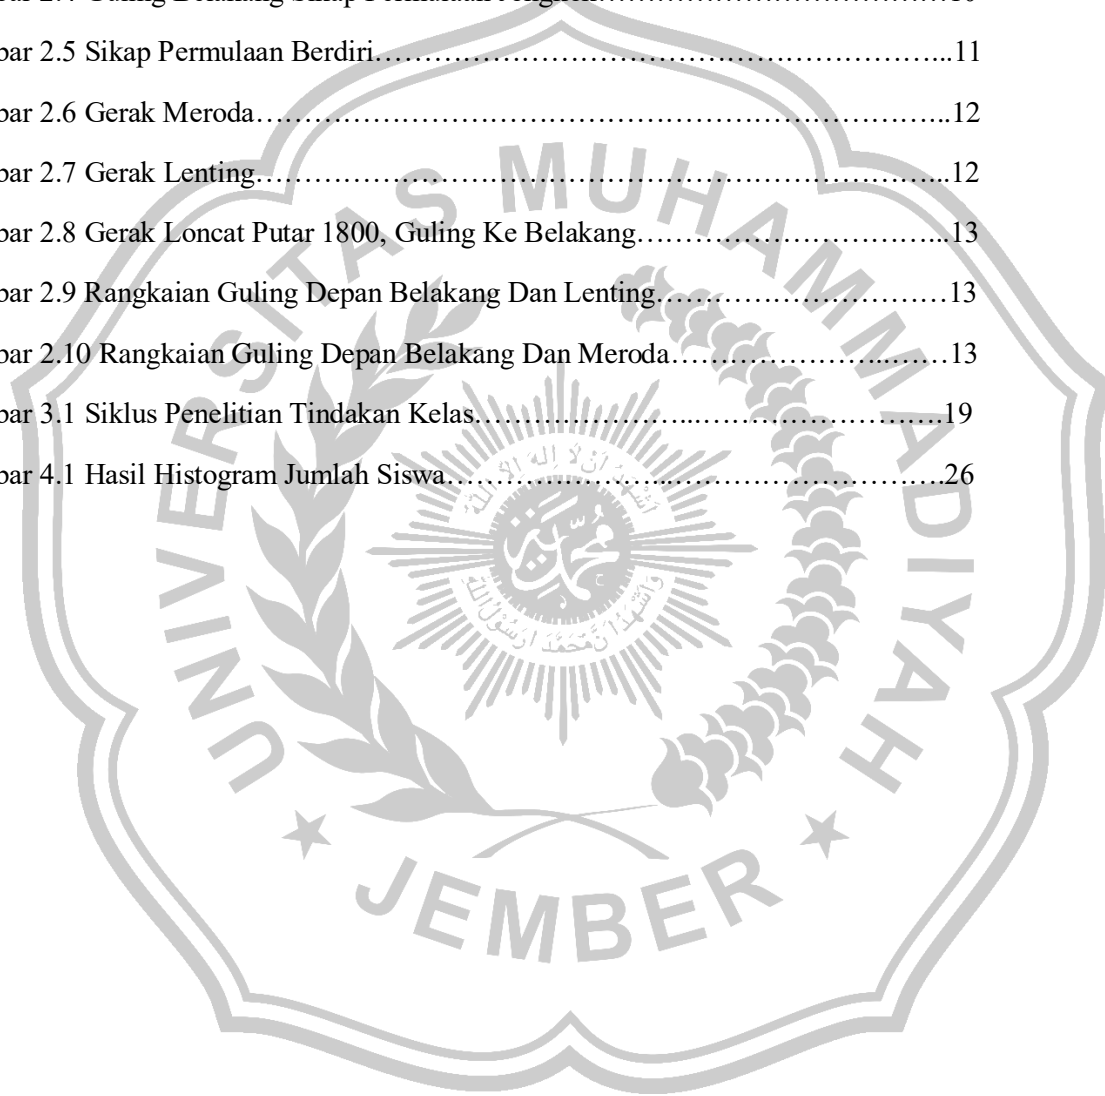 bar 2.5 Sikap Permulaan Berdiri……………………………………………………………...11
bar 2.6 Gerak Meroda…………………………………………………………………………..12
bar 2.7 Gerak Lenting…………………………………………………………………………..12
bar 2.8 Gerak Loncat Putar 1800, Guling Ke Belakang………………………………...13
bar 2.9 Rangkaian Guling Depan Belakang Dan Lenting………………………………13
bar 2.10 Rangkaian Guling Depan Belakang Dan Meroda…………………...………13
bar 3.1 Siklus Penelitian Tindakan Kelas……………………..………………………….19
bar 4.1 Hasil Histogram Jumlah Siswa…………………………………………………….26
UNIVERSITAS MUHAMMADIYAH
JEMBER